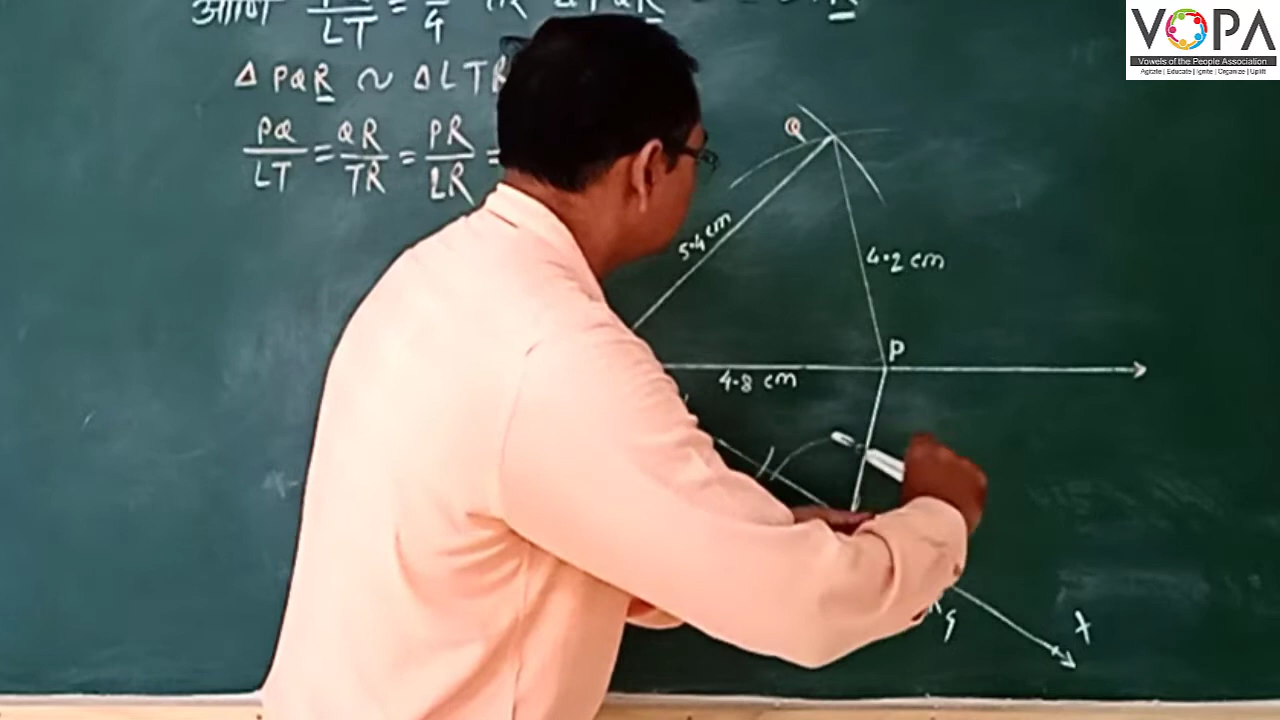 आणि
LT = 4
Δ PQR ~ Δ LTR
PQ/LT = QR/TR = PR/LR =
Q
5.4 cm
4.2 cm
P
4.8 cm
VOPA
Vowels of the People Association
Agitate | Educate | Ignite | Organize | Uplift